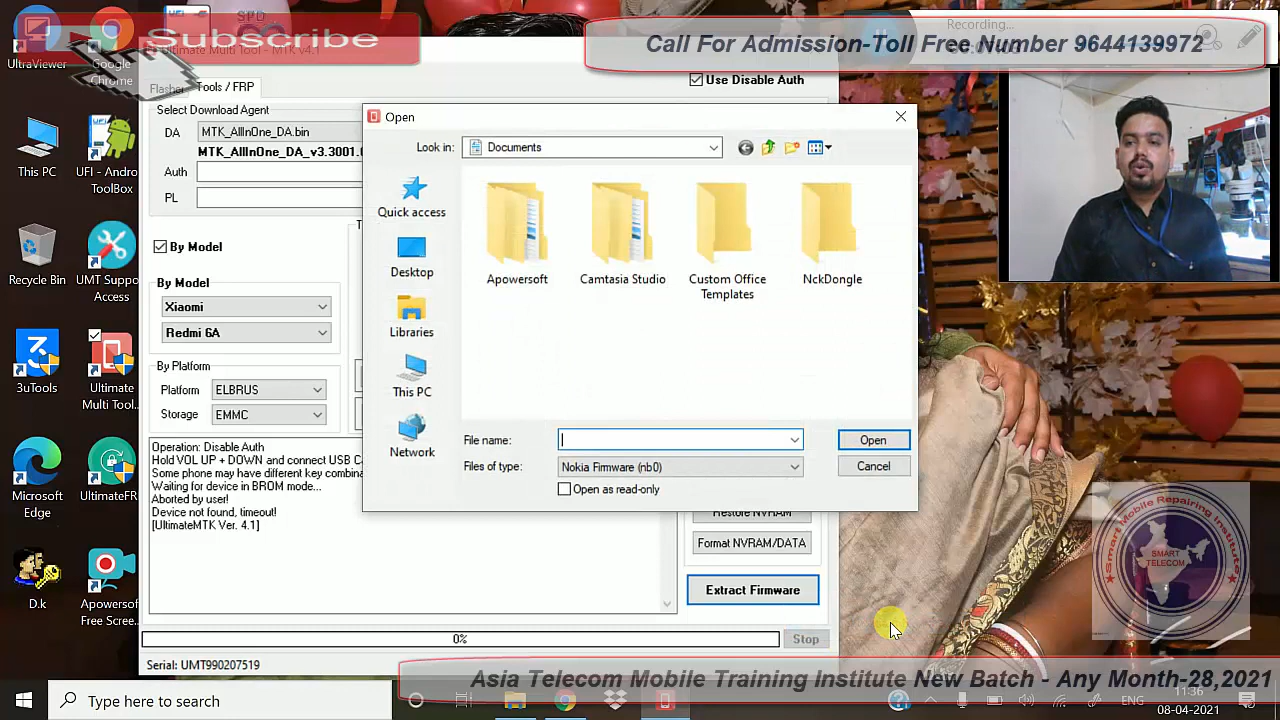 Subscribe
Call For Admission-Toll Free Number 9644139972
Recording...
UltraViewer
Google Chrome
SPD
This PC
UFI - Android ToolBox
Recycle Bin
UMT Suppo
Access
3uTools
Ultimate
Multi Tool...
Microsoft
Edge
UltimateFR
D.k
Apowersof
Free Scree...
Ultimate Multi Tool - MTK v4.1
Flasher
Tools / FRP
Use Disable Auth
Select Download Agent
DA
MTK_AllInOne_DA.bin
MTK_AllInOne_DA_v3.3001.
Auth
PL
By Model
By Model
Xiaomi
Redmi 6A
By Platform
Platform
ELBRUS
Storage
EMMC
Operation: Disable Auth
Hold VOL UP + DOWN and connect USB Ca
Some phone may have different key combina
Waiting for device in BROM mode...
Aborted by user!
Device not found, timeout!
[UltimateMTK Ver. 4.1]
Open
Look in:
Documents
Quick access
Desktop
Libraries
This PC
Network
Apowersoft
Camtasia Studio
Custom Office
Templates
NckDongle
File name:
Open
Files of type:
Nokia Firmware (nb0)
Cancel
Open as read-only
Restore NVRAM
Format NVRAM/DATA
Extract Firmware
0%
Stop
Serial: UMT990207519
Smart Mobile Repairing Institute
SMART
TELECOM
Asia Telecom Mobile Training Institute New Batch - Any Month-28,2021
Type here to search
ENG
11:36
08-04-2021